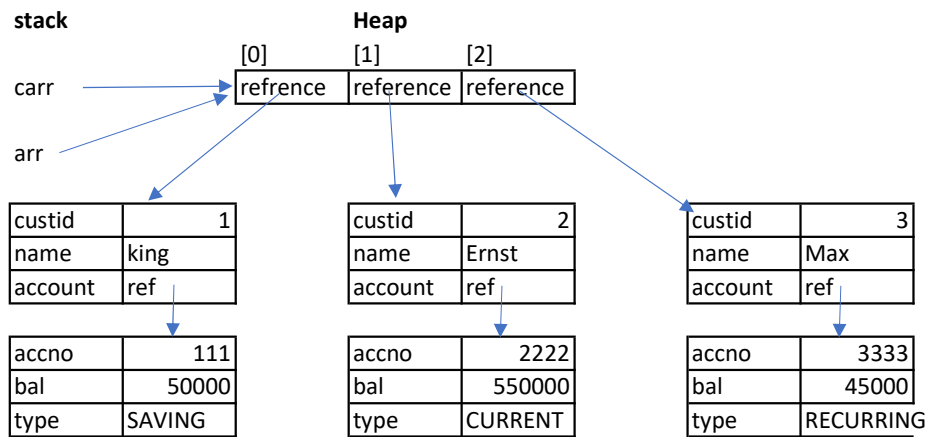 stack Heap
[0] [1] [2]
carr refrence reference reference
arr
custid 1 custid 2 custid 3
name king name Ernst name Max
account ref account ref account ref
accno 111 accno 2222 accno 3333
bal 50000 bal 550000 bal 45000
type SAVING type CURRENT type RECURRING